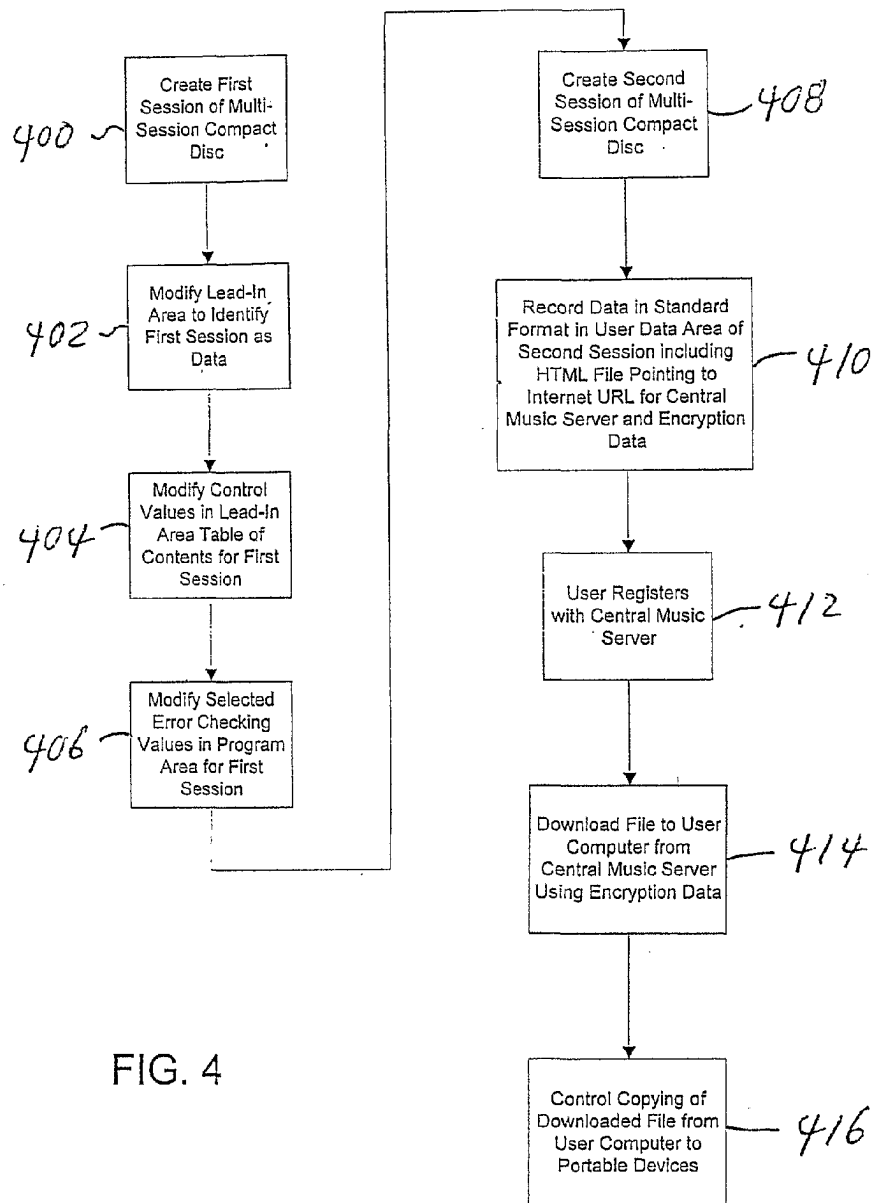 Create First
Session of Multi-
Session Compact
Disc
400
Modify Lead-In
Area to Identify
First Session as
Data
402
Modify Control
Values in Lead-In
Area Table of
Contents for First
Session
404
Modify Selected
Error Checking
Values in Program
Area for First
Session
406
Create Second
Session of Multi-
Session Compact
Disc
408
Record Data in Standard
Format in User Data Area of
Second Session including
HTML File Pointing to
Internet URL for Central
Music Server and Encryption
Data
410
User Registers
with Central Music
Server
412
Download File to User
Computer from
Central Music Server
Using Encryption Data
414
Control Copying of
Downloaded File from
User Computer to
Portable Devices
416
FIG. 4